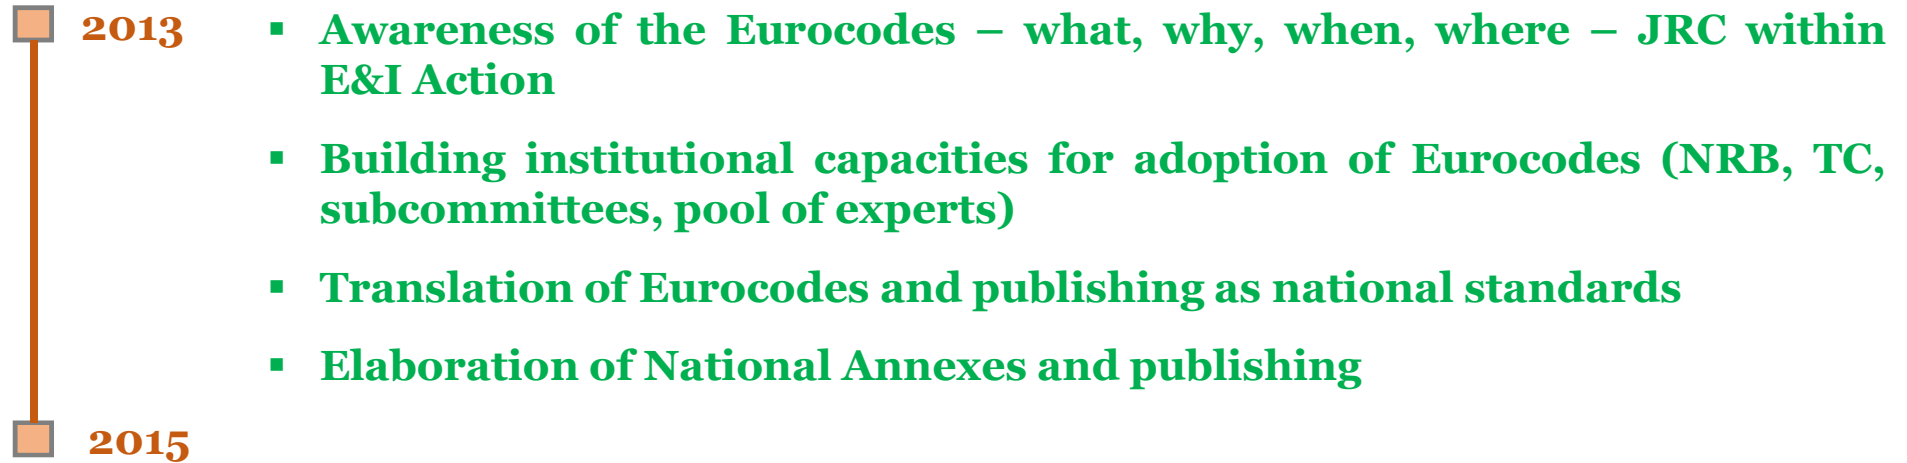 2013
▪ Awareness of the Eurocodes – what, why, when, where – JRC within
E&I Action
▪ Building institutional capacities for adoption of Eurocodes (NRB, TC,
subcommittees, pool of experts)
▪ Translation of Eurocodes and publishing as national standards
▪ Elaboration of National Annexes and publishing
2015